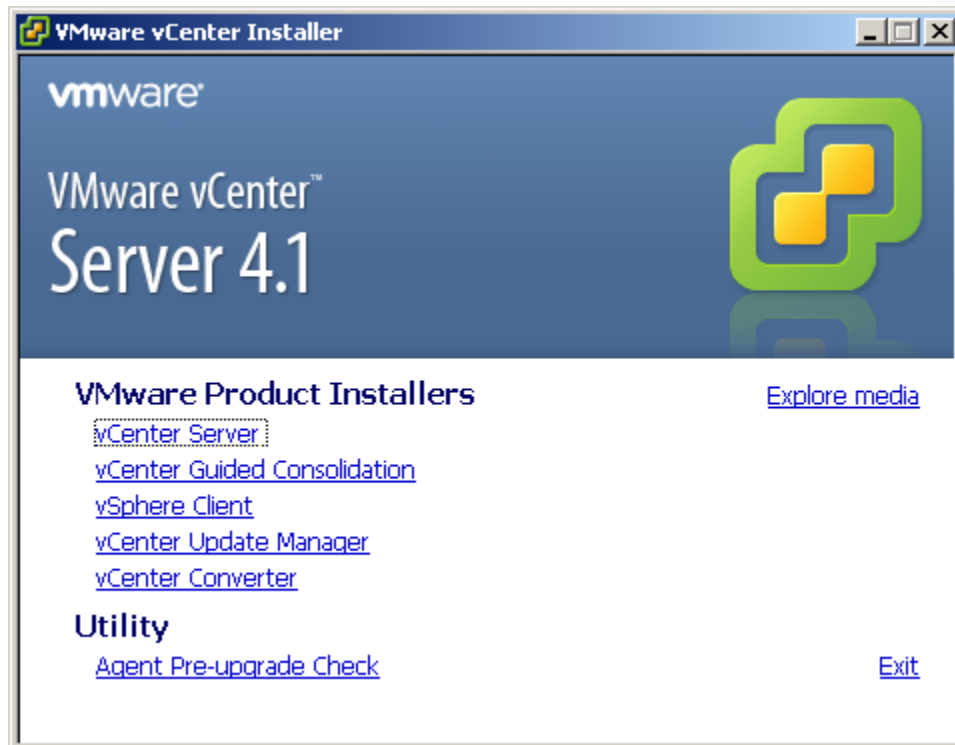 VMware vCenter Installer
vmware
VMware vCenter™
Server 4.1
VMware Product Installers
Explore media
vCenter Server
vCenter Guided Consolidation
vSphere Client
vCenter Update Manager
vCenter Converter
Utility
Agent Pre-upgrade Check
Exit